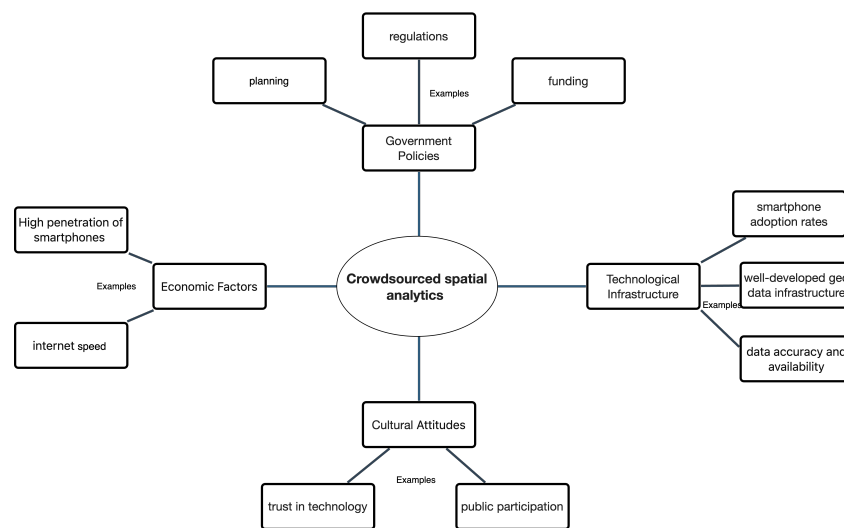 regulations
planning
funding
Examples
Government
Policies
High penetration of
smartphones
Examples
Economic Factors
internet speed
Crowdsourced spatial
analytics
smartphone
adoption rates
Technological
Infrastructure
well-developed geo
data infrastructure
Examples
data accuracy and
availability
Cultural Attitudes
Examples
trust in technology
public participation